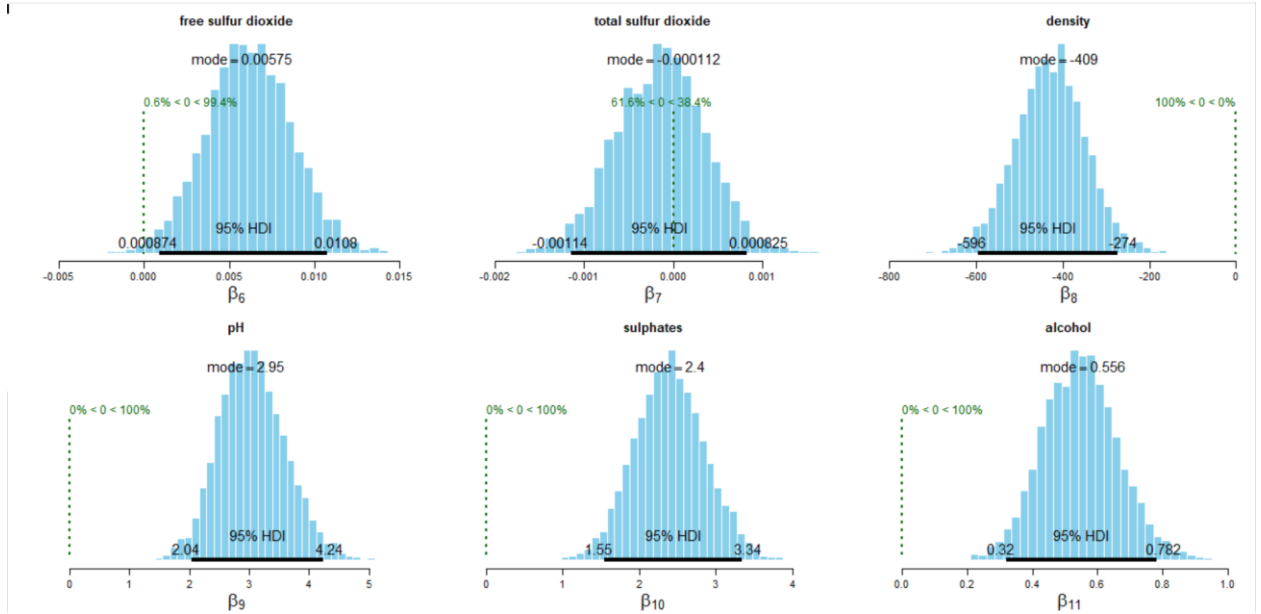 free sulfur dioxide
mode = 0.00575
0.6% < 0 < 99.4%
95% HDI
0.000874
0.0108
-0.005
0.000
0.005
0.010
0.015
β6
total sulfur dioxide
mode = -0.000112
61.6% < 0 < 38.4%
95% HDI
-0.00114
0.000825
-0.002
-0.001
0.000
0.001
β7
density
mode = -409
100% < 0 < 0%
95% HDI
-596
-274
-800
-600
-400
-200
0
β8
pH
mode = 2.95
0% < 0 < 100%
95% HDI
2.04
4.24
0
1
2
3
4
5
β9
sulphates
mode = 2.4
0% < 0 < 100%
95% HDI
1.55
3.34
0
1
2
3
4
β10
alcohol
mode = 0.556
0% < 0 < 100%
95% HDI
0.32
0.782
0.0
0.2
0.4
0.6
0.8
1.0
β11